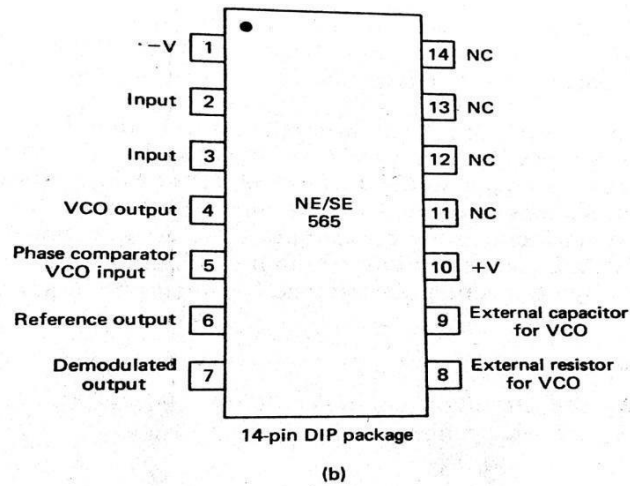 -V 1
14 NC
Input 2
13 NC
Input 3
12 NC
VCO output 4
NE/SE
565
11 NC
Phase comparator
VCO input 5
10 +V
Reference output 6
9 External capacitor
for VCO
Demodulated
output 7
8 External resistor
for VCO
14-pin DIP package
(b)